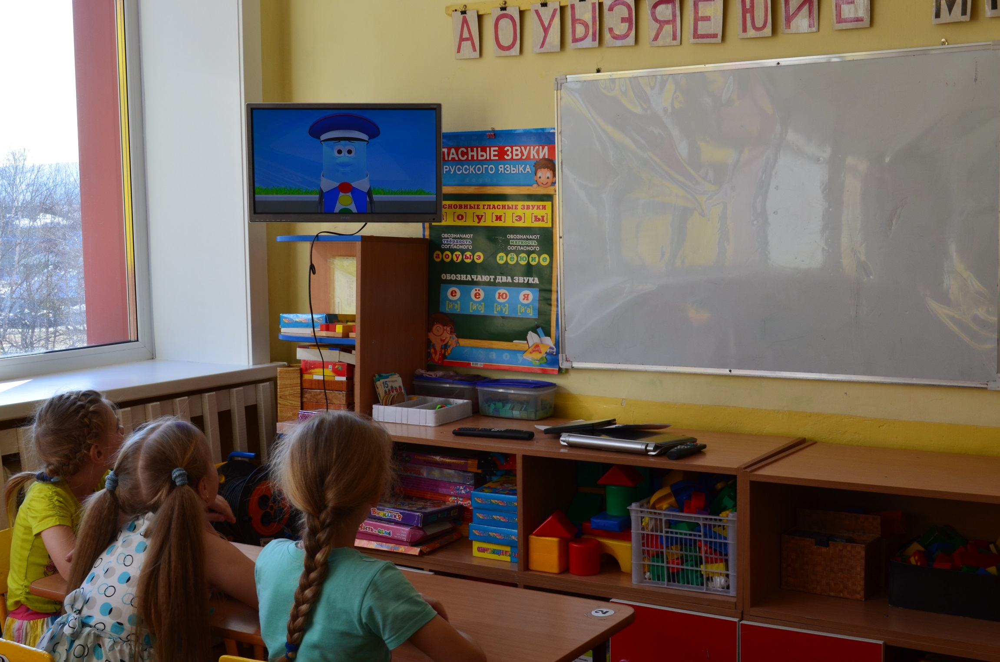 А О У Ы Э Я Е Ю И Е М
ЛАСНЫЕ ЗВУКИ
РУССКОГО ЯЗЫКА
СНОВНЫЕ ГЛАСНЫЕ ЗВУКИ
[о] [у] [и] [э] [ы]
ОБОЗНАЧАЮТ
твёрдость
СОГЛАСНОГО
а о у ы э
ОБОЗНАЧАЮТ
мягкость
СОГЛАСНОГО
я ё ю и е
ОБОЗНАЧАЮТ ДВА ЗВУКА
е ё ю я
[й'э] [й'о] [й'у] [й'а]
А
а о у
15
ВНИМАНИЯ
Часть и целое
2